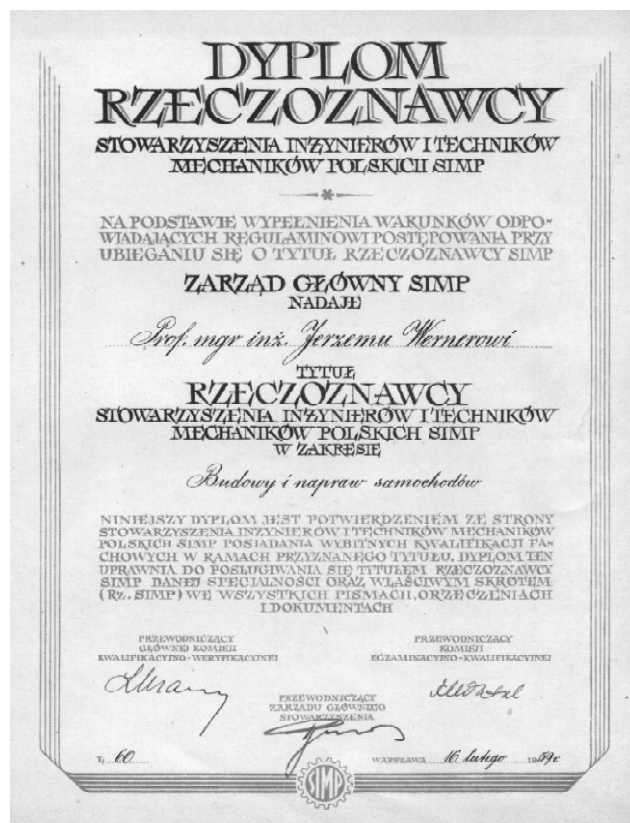 DYPLOM
RZECZOZNAWCY
STOWARZYSZENIA INŻYNIERÓW I TECHNIKÓW
MECHANIKÓW POLSKICH SIMP
NA PODSTAWIE WYPEŁNIENIA WARUNKÓW ODPO-
WIADAJĄCYCH REGULAMINOWI POSTĘPOWANIA PRZY
UBIEGANIU SIĘ O TYTUŁ RZECZOZNAWCY SIMP
ZARZĄD GŁÓWNY SIMP
NADAJE
Prof. mgr inż. Jerzemu Wernerowi
TYTUŁ
RZECZOZNAWCY
STOWARZYSZENIA INŻYNIERÓW I TECHNIKÓW
MECHANIKÓW POLSKICH SIMP
W ZAKRESIE
Budowy i napraw samochodów
NINIEJSZY DYPLOM JEST POTWIERDZENIEM ZE STRONY
STOWARZYSZENIA INŻYNIERÓW I TECHNIKÓW MECHANIKÓW
POLSKICH SIMP POSIADANIA WYBITNYCH KWALIFIKACJI FA-
CHOWYCH W RAMACH PRZYZNANEGO TYTUŁU. DYPLOM TEN
UPRAWNIA DO POSŁUGIWANIA SIĘ TYTUŁEM RZECZOZNAWCY
SIMP DANEJ SPECJALNOŚCI ORAZ WŁAŚCIWYM SKRÓTEM
(RZ. SIMP) WE WSZYSTKICH PISMACH, ORZECZENIACH
I DOKUMENTACH
PRZEWODNICZĄCY
GŁÓWNEJ KOMISJI
KWALIFIKACYJNO-WERYFIKACYJNEJ
PRZEWODNICZĄCY
KOMISJI
EGZAMINACYJNO-KWALIFIKACYJNEJ
PRZEWODNICZĄCY
ZARZĄDU GŁÓWNEGO
STOWARZYSZENIA
L. 60
WARSZAWA 16 lutego 1959 r.
SIMP